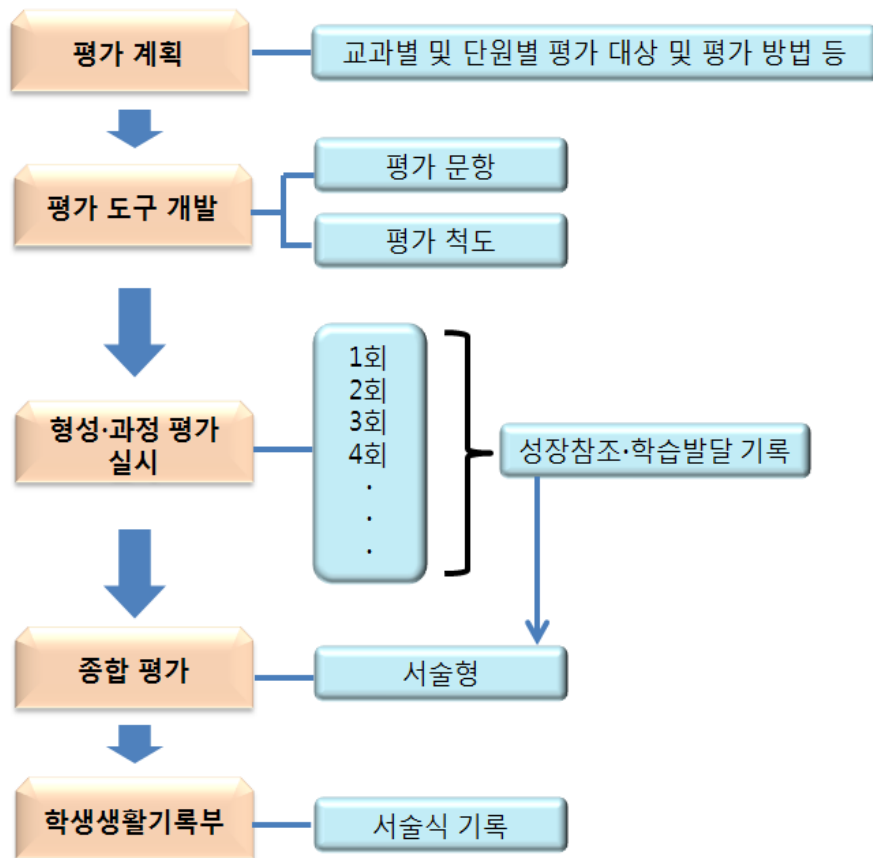 평가 계획
교과별 및 단원별 평가 대상 및 평가 방법 등
평가 도구 개발
평가 문항
평가 척도
형성·과정 평가
실시
1회
2회
3회
4회
.
.
.
성장참조·학습발달 기록
종합 평가
서술형
학생생활기록부
서술식 기록